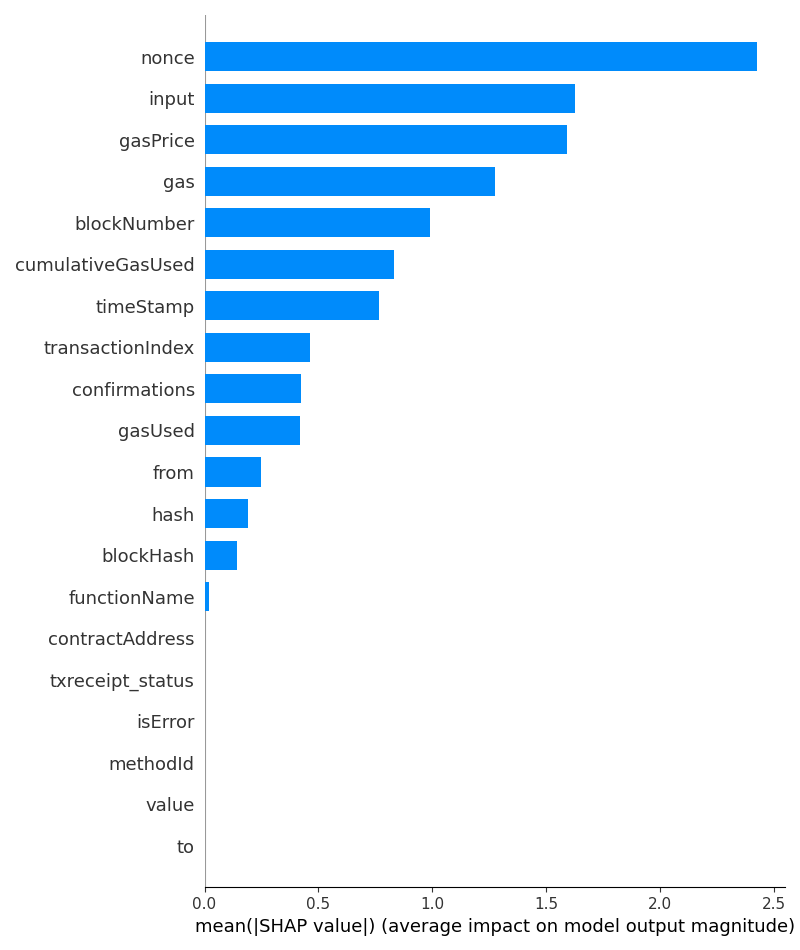 nonce
input
gasPrice
gas
blockNumber
cumulativeGasUsed
timeStamp
transactionIndex
confirmations
gasUsed
from
hash
blockHash
functionName
contractAddress
txreceipt_status
isError
methodId
value
to
0.0 0.5 1.0 1.5 2.0 2.5
mean(|SHAP value|) (average impact on model output magnitude)